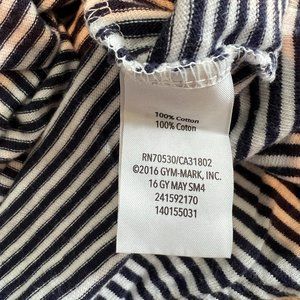 100% Cotton
100% Coton
RN70530/CA31802
©2016 GYM-MARK, INC.
16 GY MAY SM4
241592170
140155031